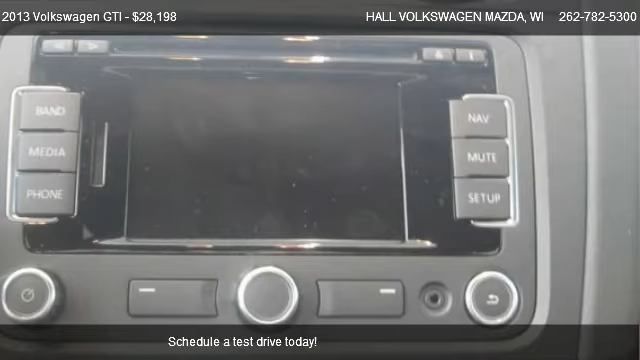 2013 Volkswagen GTI - $28,198 HALL VOLKSWAGEN MAZDA, WI 262-782-5300
BAND NAV
MEDIA MUTE
PHONE SETUP
Schedule a test drive today!